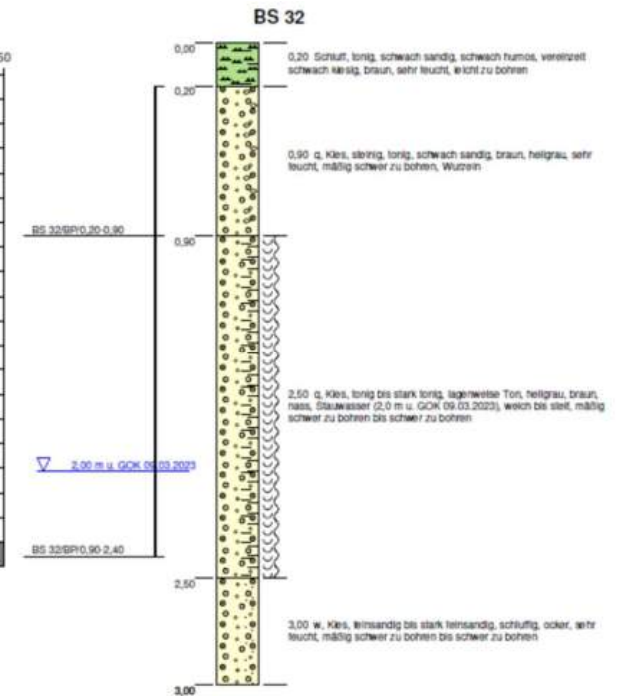 BS 32
50
0,00
0,20 Schluff, tonig, schwach sandig, schwach humos, vereinzelt
schwach kiesig, braun, sehr feucht, leicht zu bohren
0,20
0,90 q, Kies, steinig, tonig, schwach sandig, braun, hellgrau, sehr
feucht, mäßig schwer zu bohren, Wurzeln
BS 32/BP/0,20-0,90
0,90
2,50 q, Kies, tonig bis stark tonig, lagenweise Ton, hellgrau, braun,
nass, Stauwasser (2,0 m u. GOK 09.03.2023), weich bis steif, mäßig
schwer zu bohren bis schwer zu bohren
2,00 m u. GOK 09.03.2023
BS 32/BP/0,90-2,40
2,50
3,00 w, Kies, feinsandig bis stark feinsandig, schluffig, ocker, sehr
feucht, mäßig schwer zu bohren bis schwer zu bohren
3,00